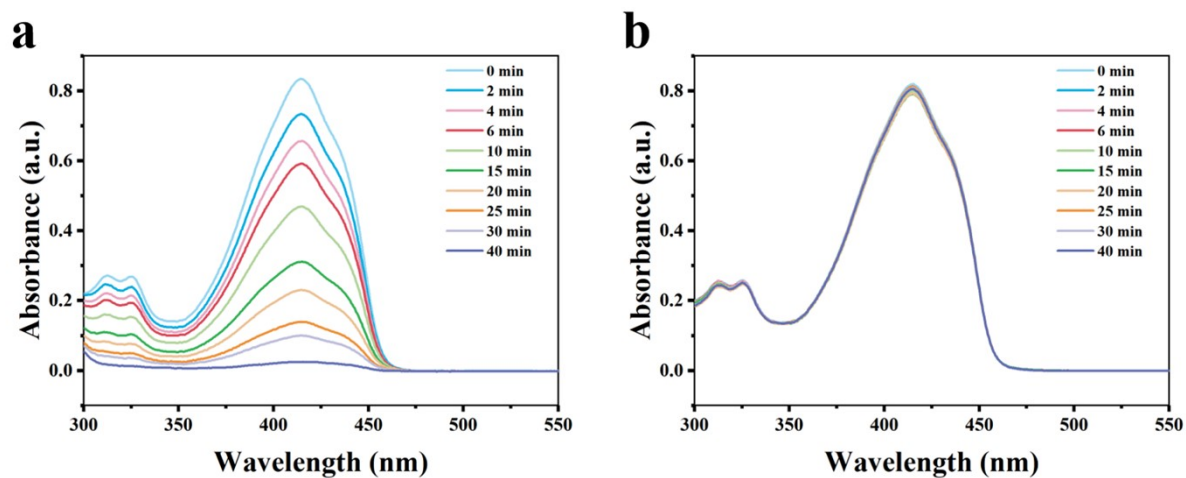 a
Absorbance (a.u.)
0.8
0.6
0.4
0.2
0.0
300 350 400 450 500 550
Wavelength (nm)
0 min
2 min
4 min
6 min
10 min
15 min
20 min
25 min
30 min
40 min
b
Absorbance (a.u.)
0.8
0.6
0.4
0.2
0.0
300 350 400 450 500 550
Wavelength (nm)
0 min
2 min
4 min
6 min
10 min
15 min
20 min
25 min
30 min
40 min